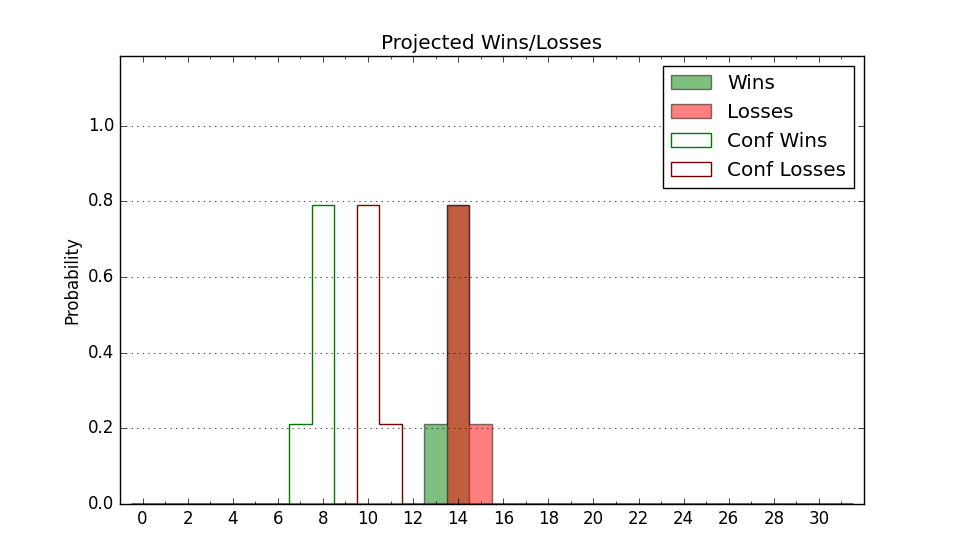 Projected Wins/Losses
Wins
Losses
Conf Wins
Conf Losses
Probability
1.0
0.8
0.6
0.4
0.2
0.0
0 2 4 6 8 10 12 14 16 18 20 22 24 26 28 30